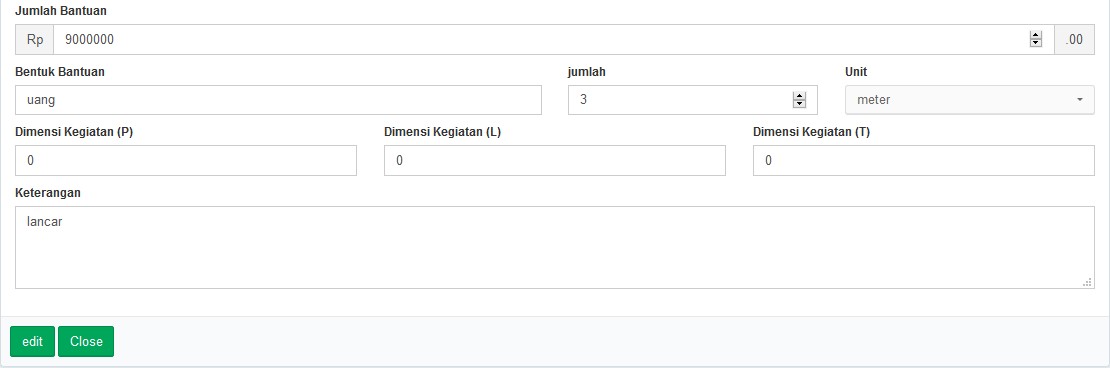 Jumlah Bantuan
Rp 9000000 .00
Bentuk Bantuan jumlah Unit
uang 3 meter
Dimensi Kegiatan (P) Dimensi Kegiatan (L) Dimensi Kegiatan (T)
0 0 0
Keterangan
lancar
edit Close